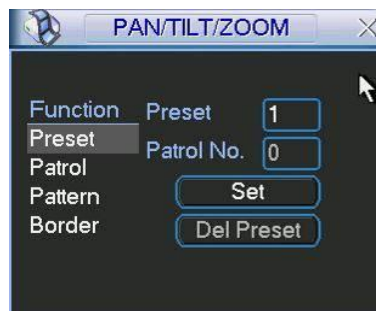 PAN/TILT/ZOOM
Function
Preset
Patrol
Pattern
Border
Preset 1
Patrol No. 0
Set
Del Preset